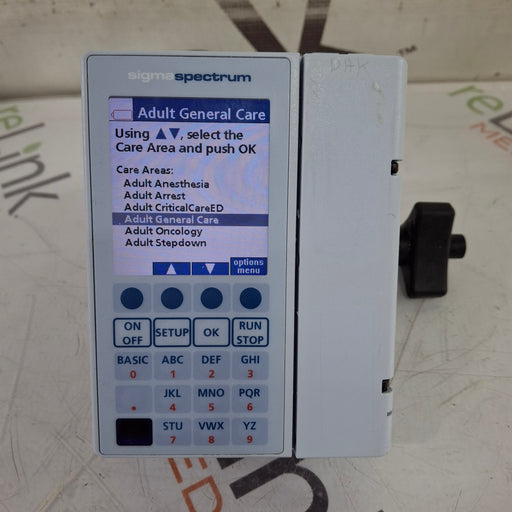 DAK
sigmaspectrum
Adult General Care
Using ▲▼, select the
Care Area and push OK
Care Areas:
Adult Anesthesia
Adult Arrest
Adult CriticalCareED
Adult General Care
Adult Oncology
Adult Stepdown
options
menu
ON
OFF
SETUP
OK
RUN
STOP
BASIC
0
ABC
1
DEF
2
GHI
3
.
JKL
4
MNO
5
PQR
6
STU
7
VWX
8
YZ
9